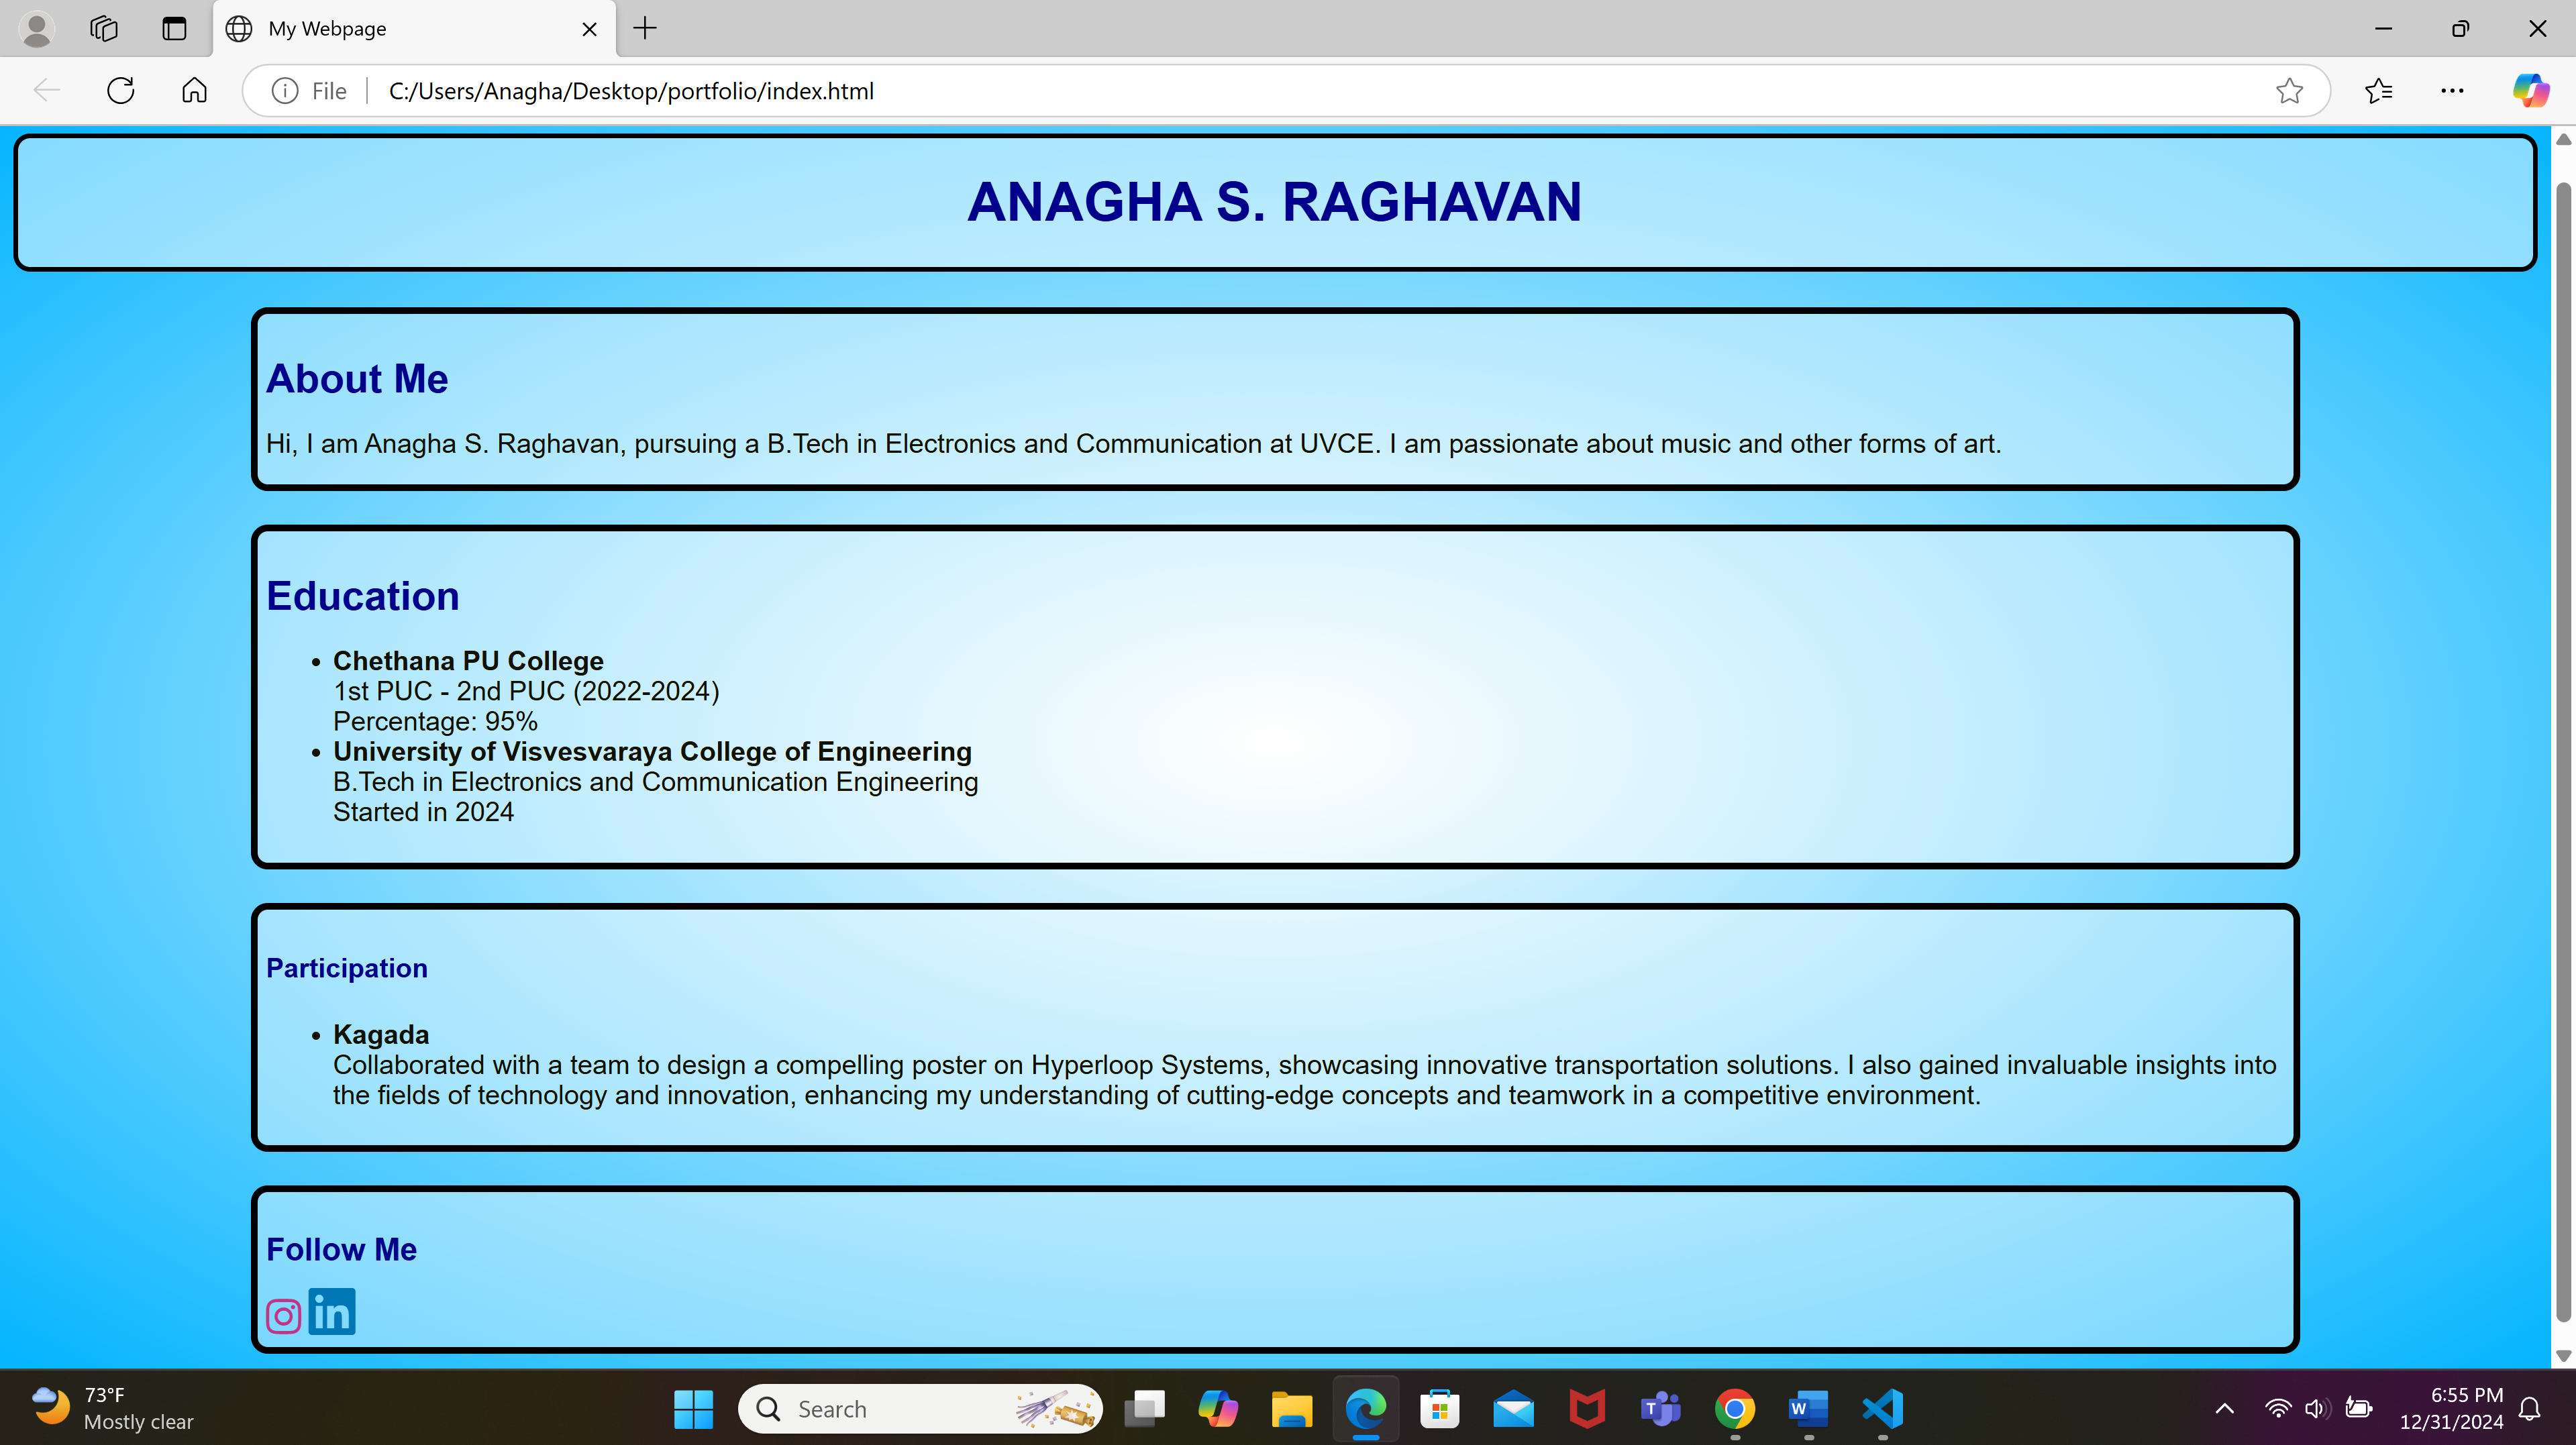 My Webpage
File
C:/Users/Anagha/Desktop/portfolio/index.html
ANAGHA S. RAGHAVAN
About Me
Hi, I am Anagha S. Raghavan, pursuing a B.Tech in Electronics and Communication at UVCE. I am passionate about music and other forms of art.
Education
• Chethana PU College
1st PUC - 2nd PUC (2022-2024)
Percentage: 95%
• University of Visvesvaraya College of Engineering
B.Tech in Electronics and Communication Engineering
Started in 2024
Participation
• Kagada
Collaborated with a team to design a compelling poster on Hyperloop Systems, showcasing innovative transportation solutions. I also gained invaluable insights into
the fields of technology and innovation, enhancing my understanding of cutting-edge concepts and teamwork in a competitive environment.
Follow Me
in
73°F
Mostly clear
Search
T
W
6:55 PM
12/31/2024